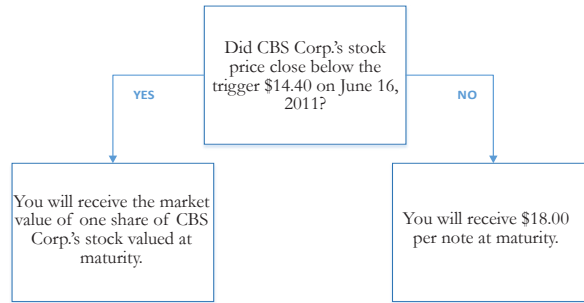 Did CBS Corp.'s stock
price close below the
trigger $14.40 on June 16,
2011?
YES
NO
You will receive the market
value of one share of CBS
Corp.'s stock valued at
maturity.
You will receive $18.00
per note at maturity.